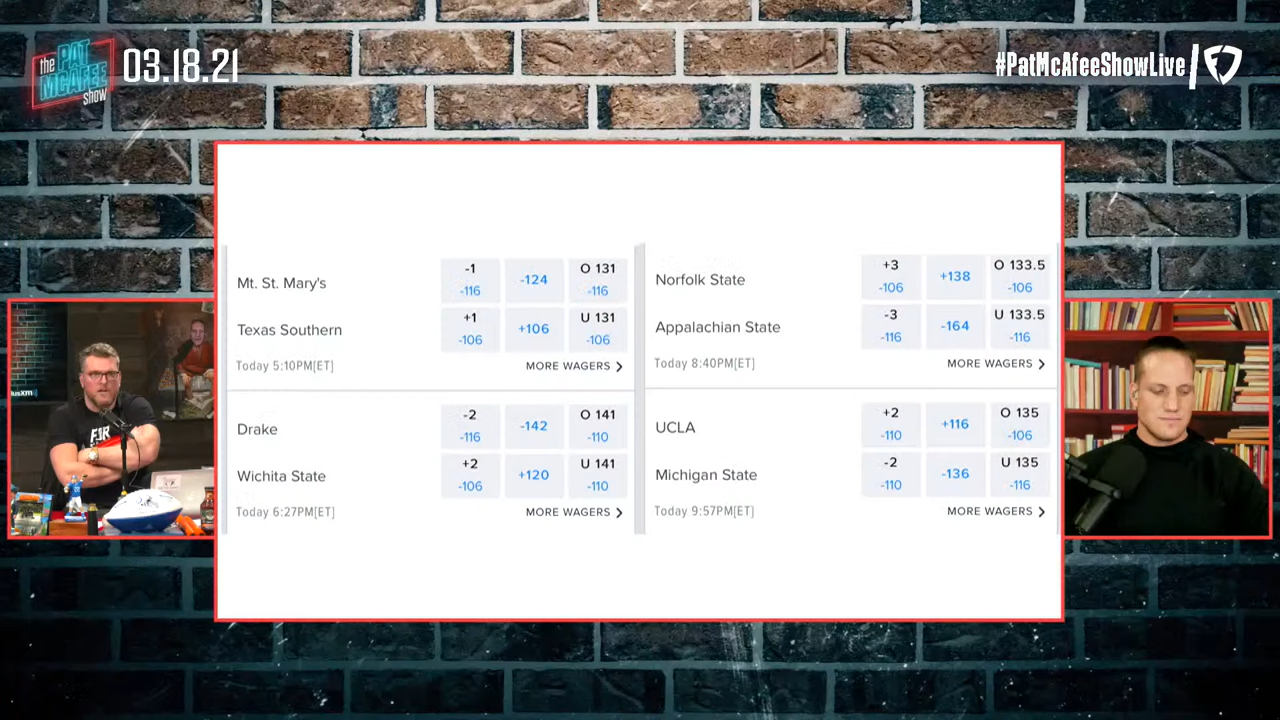 the
PAT
MCAFEE
show
03.18.21
#PatMcAfeeShowLive
Mt. St. Mary's
-1
-116
-124
O 131
-116
Texas Southern
+1
-106
+106
U 131
-106
Today 5:10PM[ET]
MORE WAGERS
Drake
-2
-116
-142
O 141
-110
Wichita State
+2
-106
+120
U 141
-110
Today 6:27PM[ET]
MORE WAGERS
Norfolk State
+3
-106
+138
O 133.5
-106
Appalachian State
-3
-116
-164
U 133.5
-116
Today 8:40PM[ET]
MORE WAGERS
UCLA
+2
-110
+116
O 135
-106
Michigan State
-2
-110
-136
U 135
-116
Today 9:57PM[ET]
MORE WAGERS
iusxm
FOR